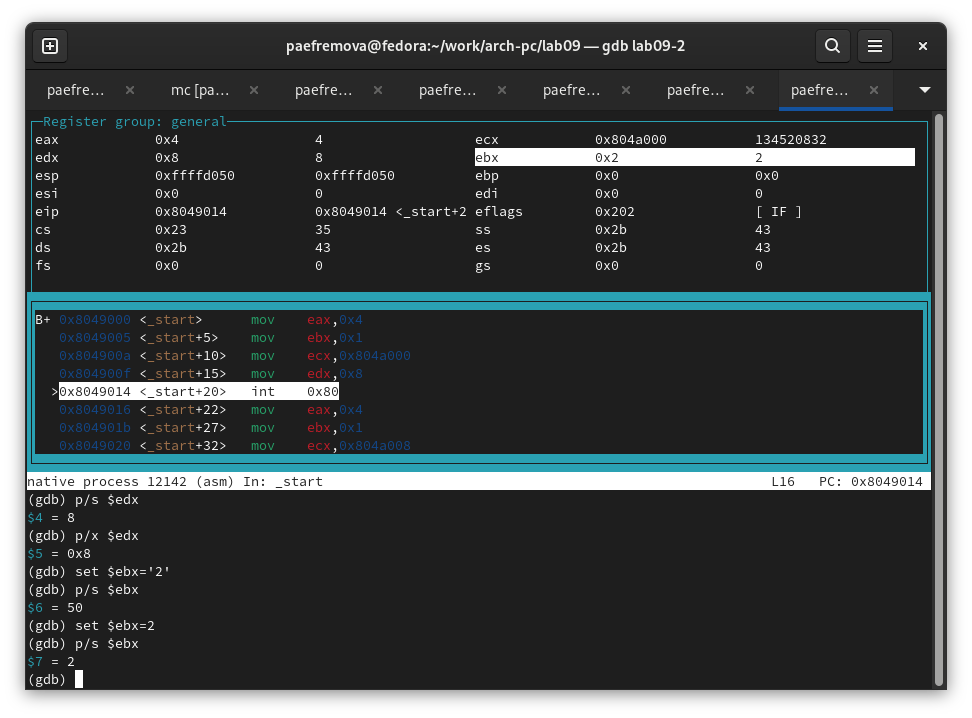 paefremova@fedora:~/work/arch-pc/lab09 — gdb lab09-2
paefre... mc [pa... paefre... paefre... paefre... paefre... paefre...
Register group: general
eax 0x4 4 ecx 0x804a000 134520832
edx 0x8 8 ebx 0x2 2
esp 0xffffd050 0xffffd050 ebp 0x0 0x0
esi 0x0 0 edi 0x0 0
eip 0x8049014 0x8049014 <_start+2 eflags 0x202 [ IF ]
cs 0x23 35 ss 0x2b 43
ds 0x2b 43 es 0x2b 43
fs 0x0 0 gs 0x0 0
B+ 0x8049000 <_start> mov eax,0x4
0x8049005 <_start+5> mov ebx,0x1
0x804900a <_start+10> mov ecx,0x804a000
0x804900f <_start+15> mov edx,0x8
>0x8049014 <_start+20> int 0x80
0x8049016 <_start+22> mov eax,0x4
0x804901b <_start+27> mov ebx,0x1
0x8049020 <_start+32> mov ecx,0x804a008
native process 12142 (asm) In: _start L16 PC: 0x8049014
(gdb) p/s $edx
$4 = 8
(gdb) p/x $edx
$5 = 0x8
(gdb) set $ebx='2'
(gdb) p/s $ebx
$6 = 50
(gdb) set $ebx=2
(gdb) p/s $ebx
$7 = 2
(gdb)